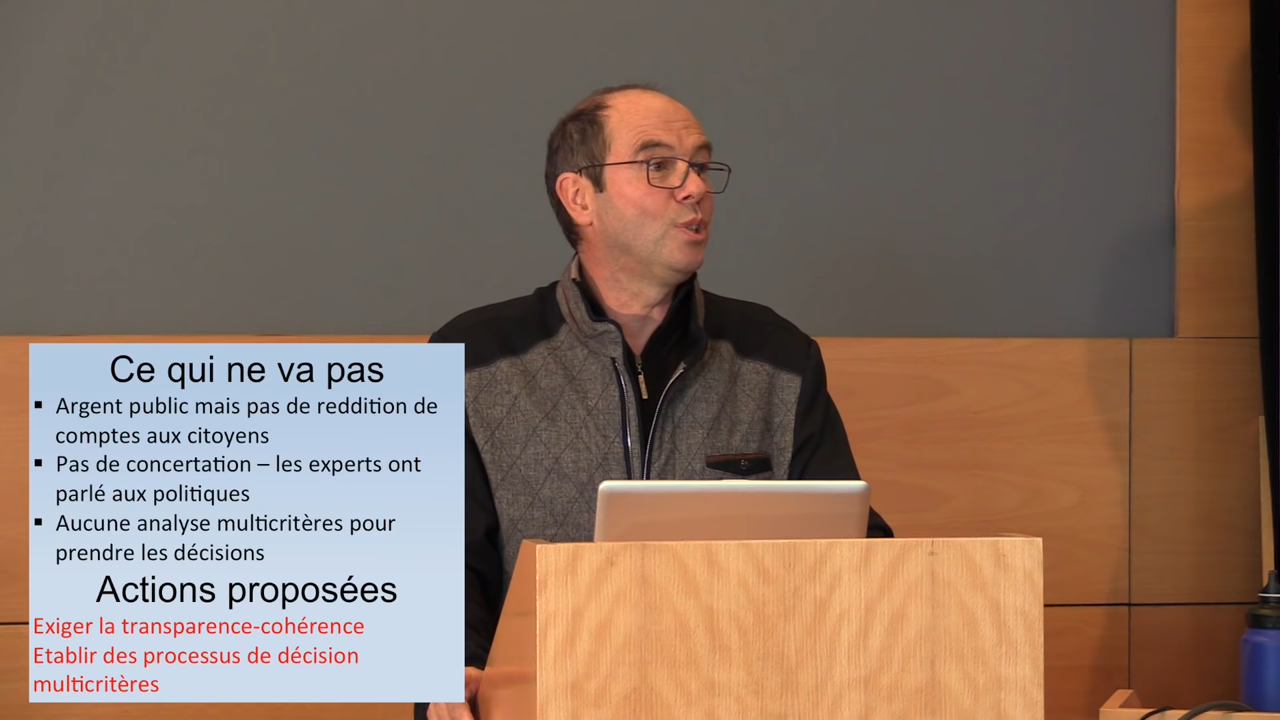 Ce qui ne va pas
▪ Argent public mais pas de reddition de
comptes aux citoyens
▪ Pas de concertation – les experts ont
parlé aux politiques
▪ Aucune analyse multicritères pour
prendre les décisions
Actions proposées
Exiger la transparence-cohérence
Etablir des processus de décision
multicritères